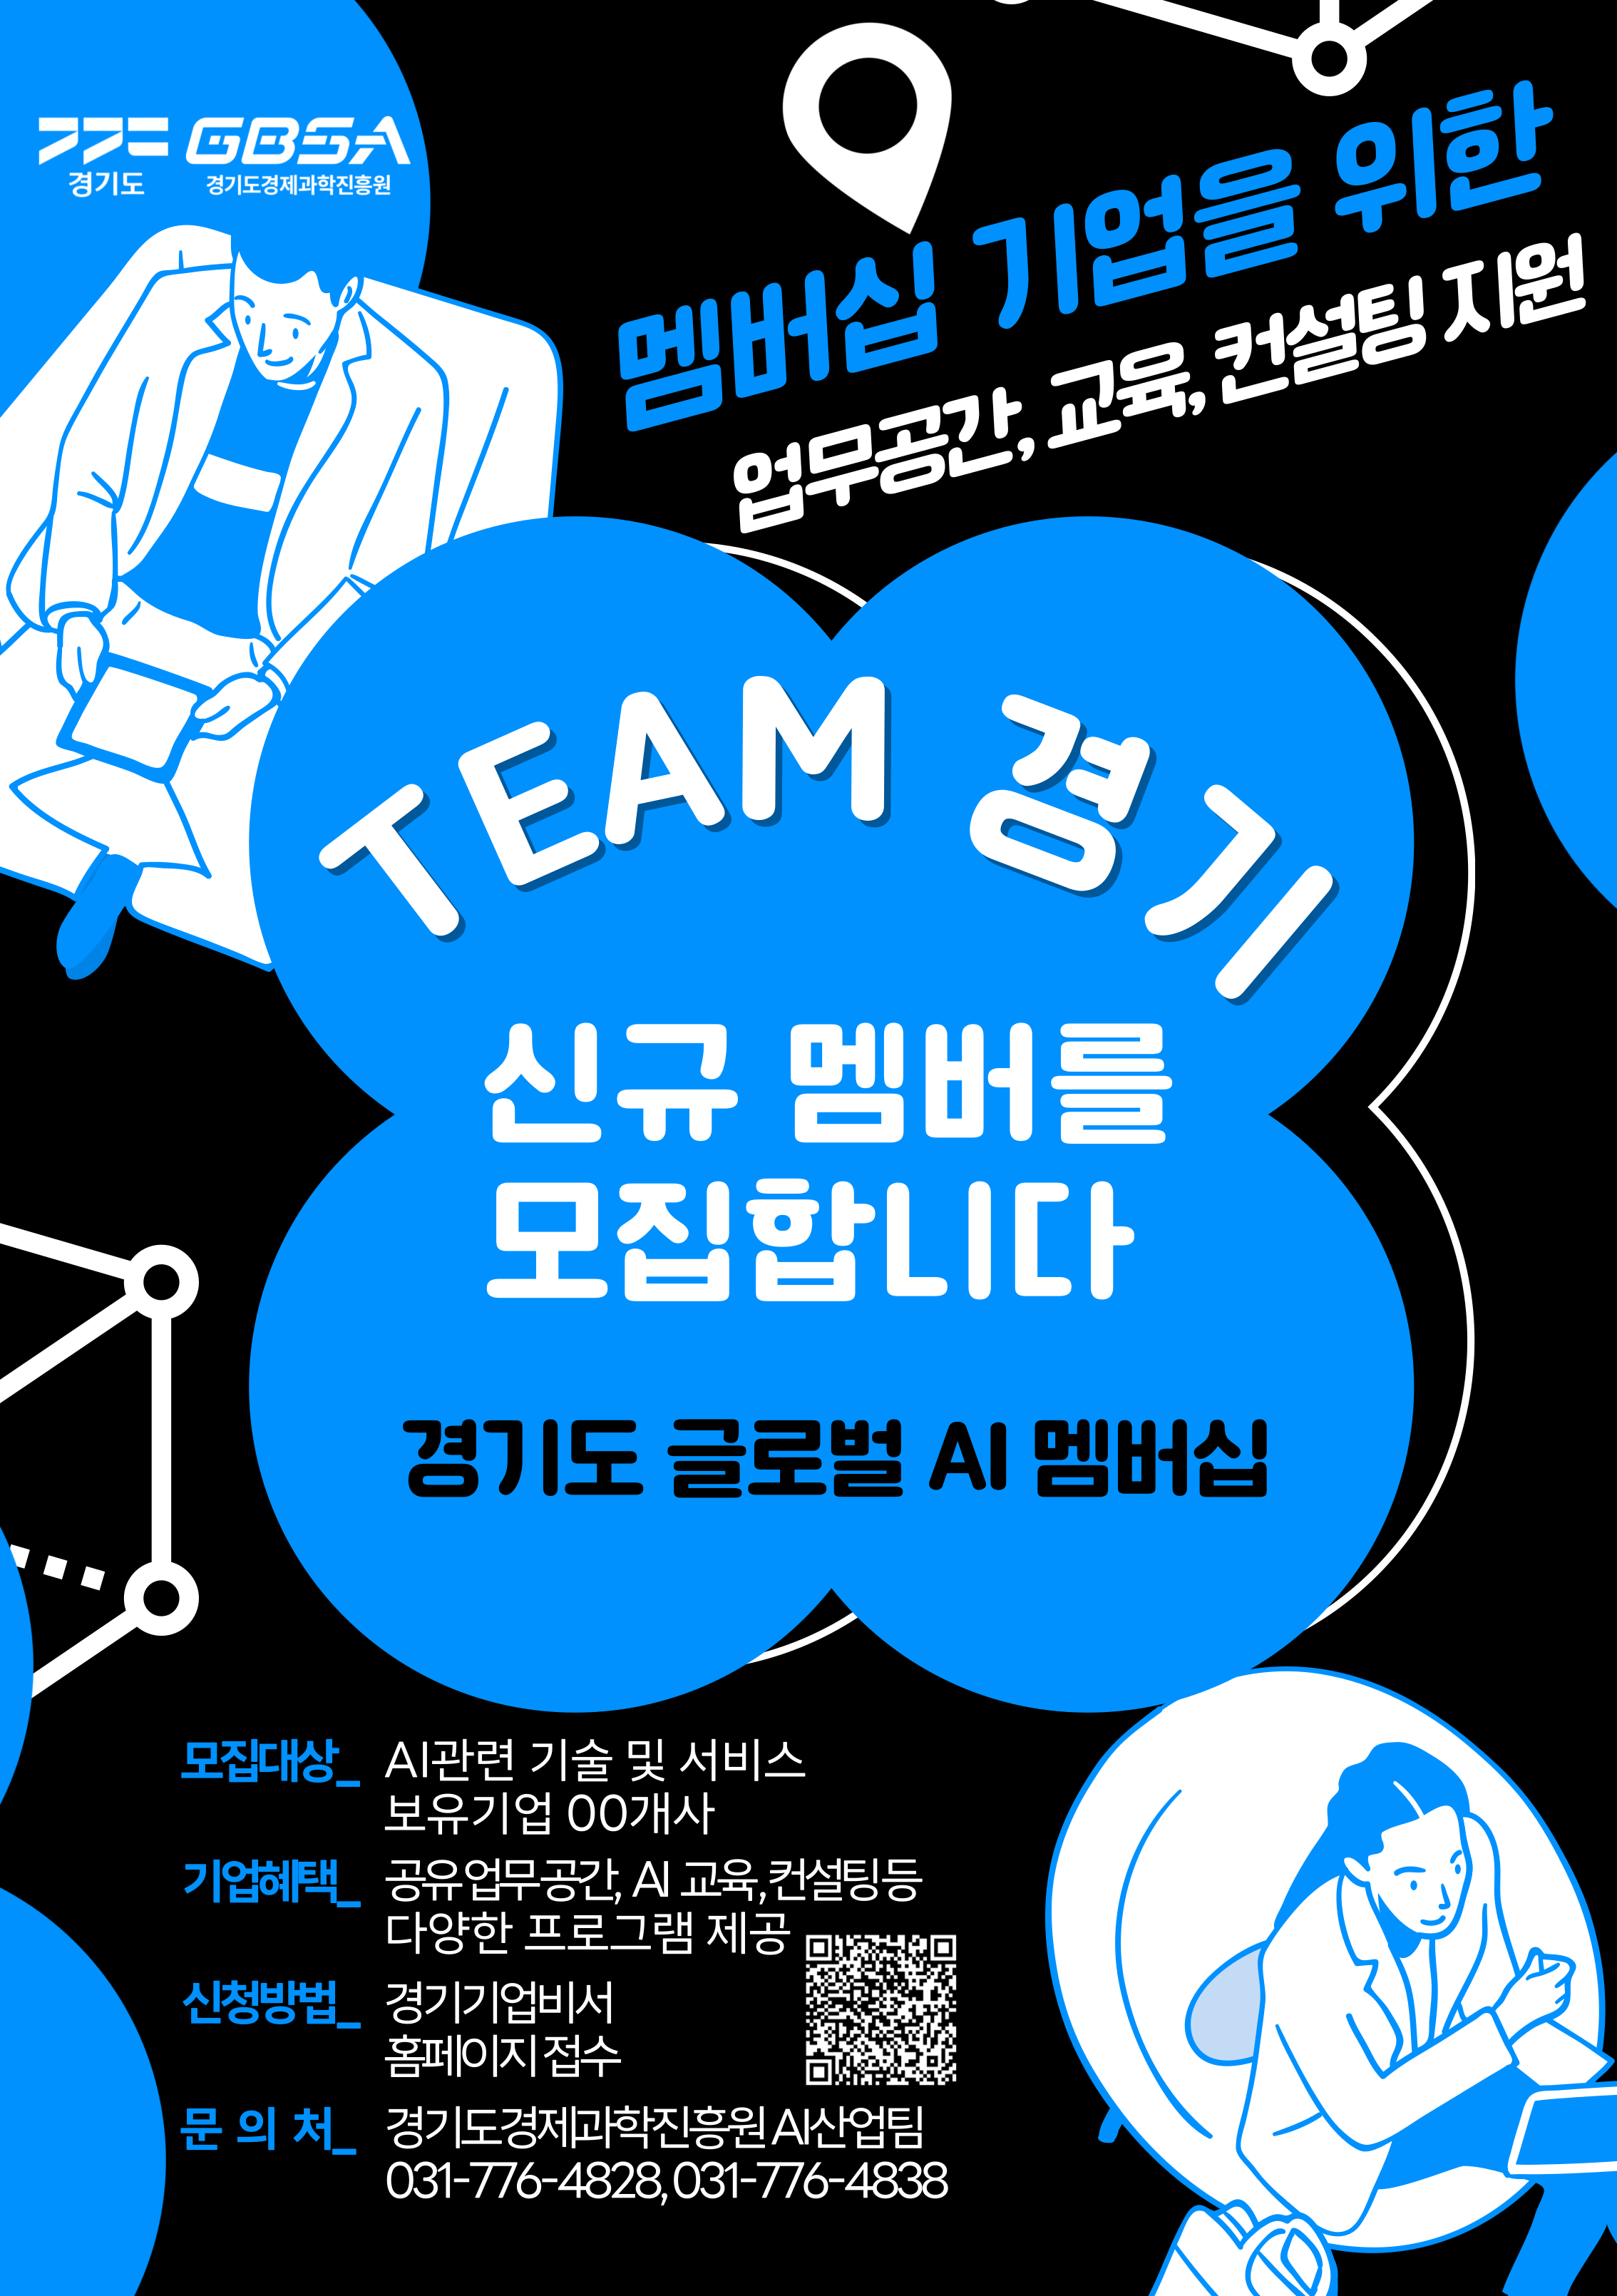 경기도
GBSA
경기도경제과학진흥원
멤버십 기업을 위한
업무공간, 교육, 컨설팅 지원
TEAM 경기
신규 멤버를
모집합니다
경기도 글로벌 AI 멤버십
모집대상_ AI관련 기술 및 서비스
보유기업 00개사
기업혜택_ 공유업무공간, AI 교육, 컨설팅 등
다양한 프로그램 제공
신청방법_ 경기기업비서
홈페이지 접수
문 의 처_ 경기도경제과학진흥원 AI산업팀
031-776-4828, 031-776-4838